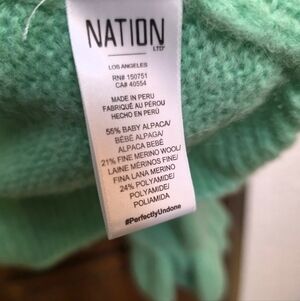 NATION
LTD
LOS ANGELES
RN# 150751
CA# 40554
MADE IN PERU
FABRIQUÉ AU PÉROU
HECHO EN PERÚ
55% BABY ALPACA/
BÉBÉ ALPAGA/
ALPACA BEBÉ
21% FINE MERINO WOOL/
LAINE MÉRINOS FINE/
FINA LANA MERINO
24% POLYAMIDE/
POLYAMIDE/
POLIAMIDA
#PerfectlyUndone